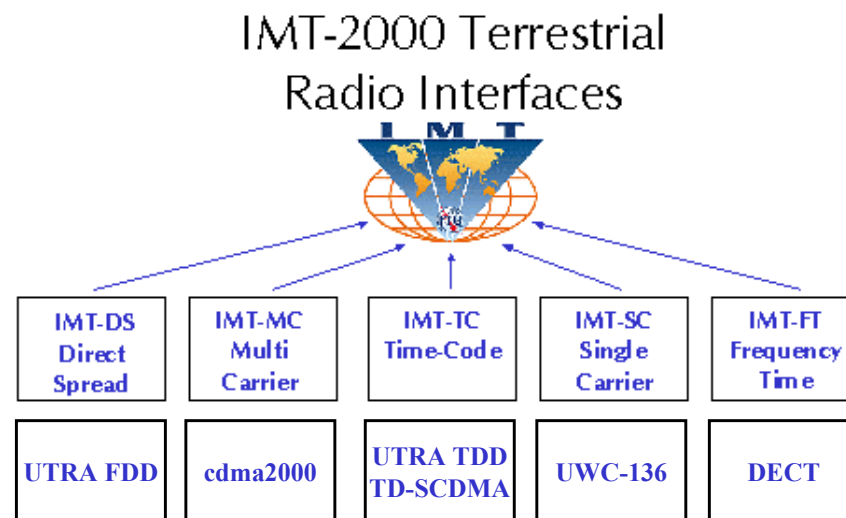 IMT-2000 Terrestrial
Radio Interfaces
I M T
IMT-DS
Direct
Spread
IMT-MC
Multi
Carrier
IMT-TC
Time-Code
IMT-SC
Single
Carrier
IMT-FT
Frequency
Time
UTRA FDD
cdma2000
UTRA TDD
TD-SCDMA
UWC-136
DECT